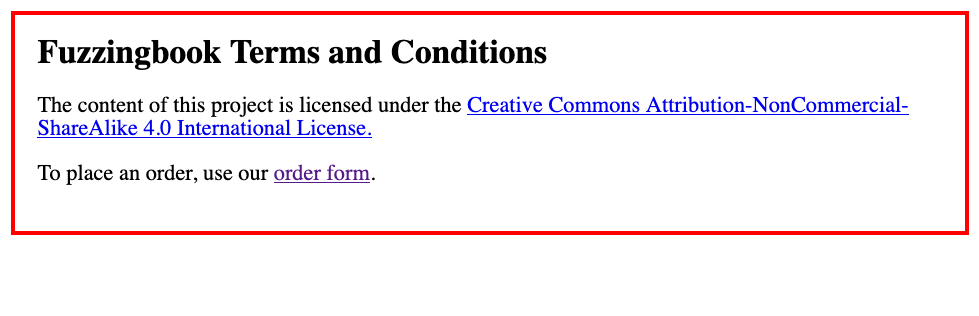 Fuzzingbook Terms and Conditions
The content of this project is licensed under the Creative Commons Attribution-NonCommercial-
ShareAlike 4.0 International License.
To place an order, use our order form.